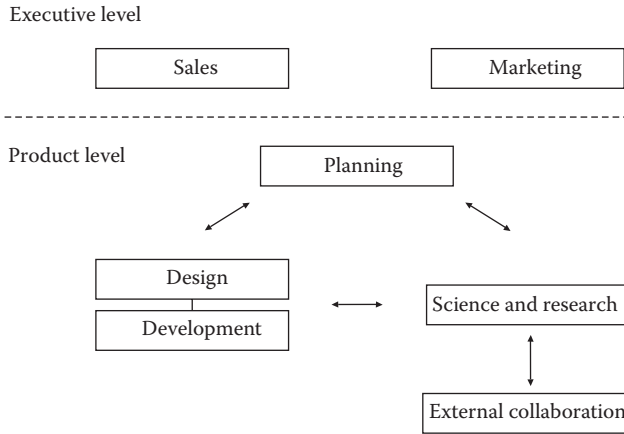 Executive level
Sales
Marketing
Product level
Planning
Design
Development
Science and research
External collaboration